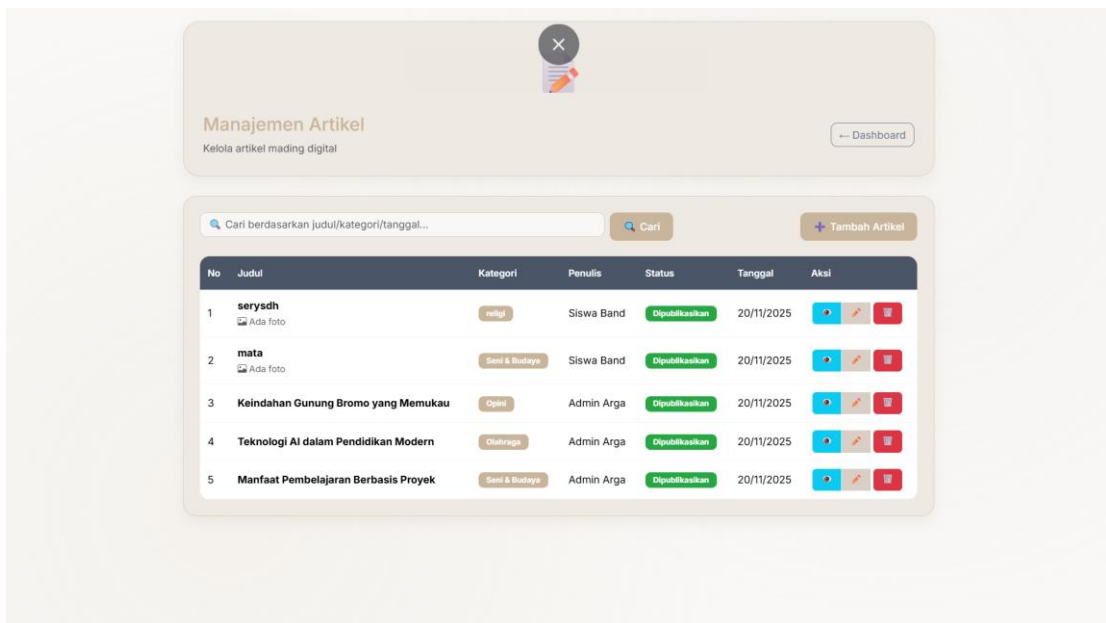 Manajemen Artikel
Kelola artikel mading digital
← Dashboard
Cari berdasarkan judul/kategori/tanggal...
Cari
Tambah Artikel
No Judul Kategori Penulis Status Tanggal Aksi
1 serysdh religi Siswa Band Dipublikasikan 20/11/2025
Ada foto
2 mata Seni & Budaya Siswa Band Dipublikasikan 20/11/2025
Ada foto
3 Keindahan Gunung Bromo yang Memukau Opini Admin Arga Dipublikasikan 20/11/2025
4 Teknologi AI dalam Pendidikan Modern Olahraga Admin Arga Dipublikasikan 20/11/2025
5 Manfaat Pembelajaran Berbasis Proyek Seni & Budaya Admin Arga Dipublikasikan 20/11/2025